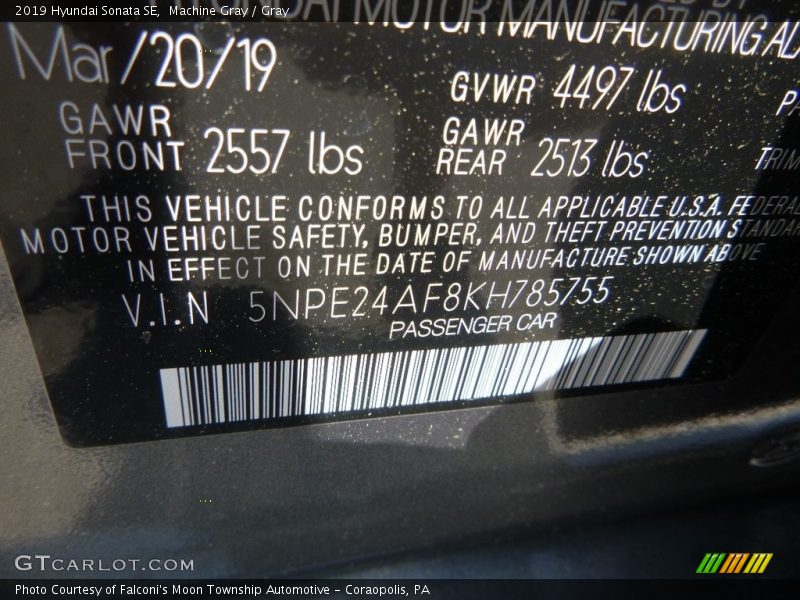 2019 Hyundai Sonata SE, Machine Gray / Gray
MOTOR MANUFACTURING
Mar/20/19
GVWR 4497 lbs
GAWR FRONT 2557 lbs
GAWR REAR 2513 lbs
THIS VEHICLE CONFORMS TO ALL APPLICABLE U.S.A. FEDERAL
MOTOR VEHICLE SAFETY, BUMPER, AND THEFT PREVENTION STANDAR
IN EFFECT ON THE DATE OF MANUFACTURE SHOWN ABOVE
V.I.N 5NPE24AF8KH785755
PASSENGER CAR
GTCARLOT.COM
Photo Courtesy of Falconi's Moon Township Automotive - Coraopolis, PA